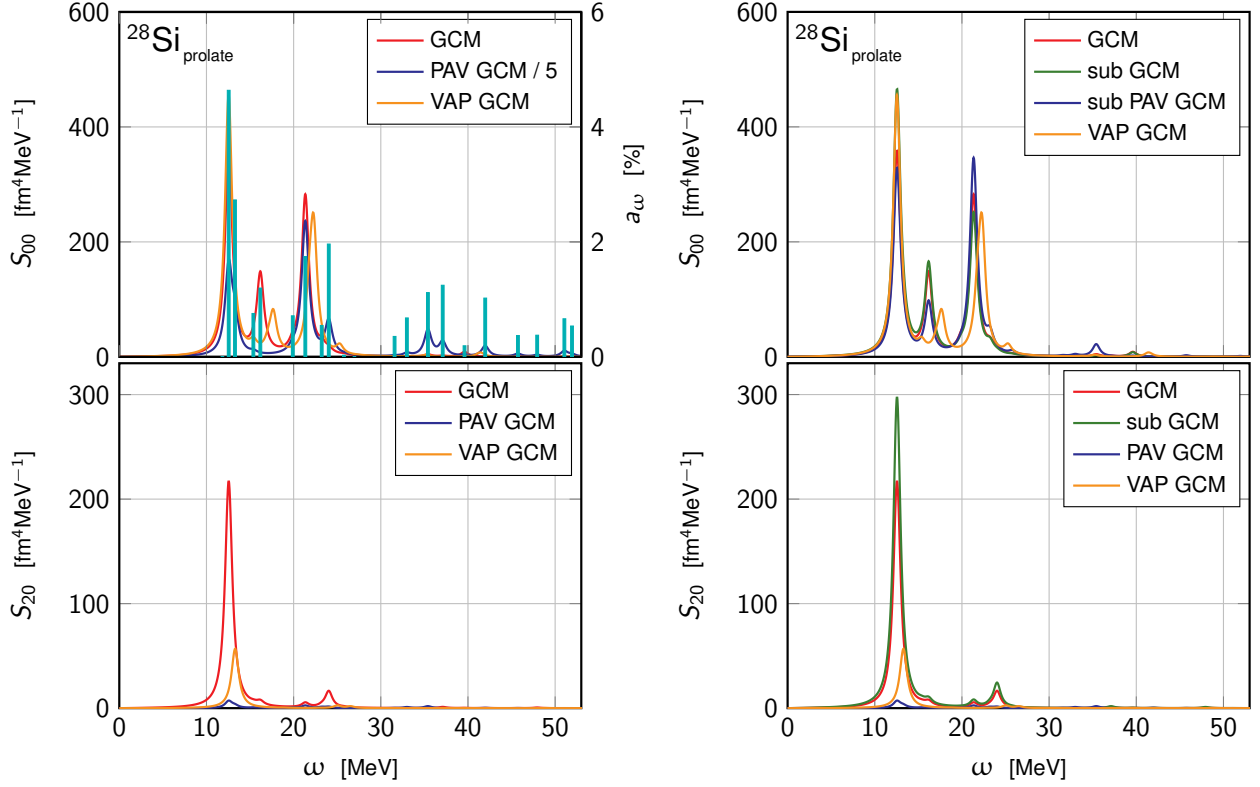 600
400
200
0
S₀₀ [fm⁴MeV⁻¹]
²⁸Si prolate
GCM
PAV GCM / 5
VAP GCM
6
4
2
0
aω [%]
300
200
100
0
S₂₀ [fm⁴MeV⁻¹]
GCM
PAV GCM
VAP GCM
0 10 20 30 40 50
ω [MeV]
600
400
200
0
S₀₀ [fm⁴MeV⁻¹]
²⁸Si prolate
GCM
sub GCM
sub PAV GCM
VAP GCM
300
200
100
0
S₂₀ [fm⁴MeV⁻¹]
GCM
sub GCM
PAV GCM
VAP GCM
0 10 20 30 40 50
ω [MeV]